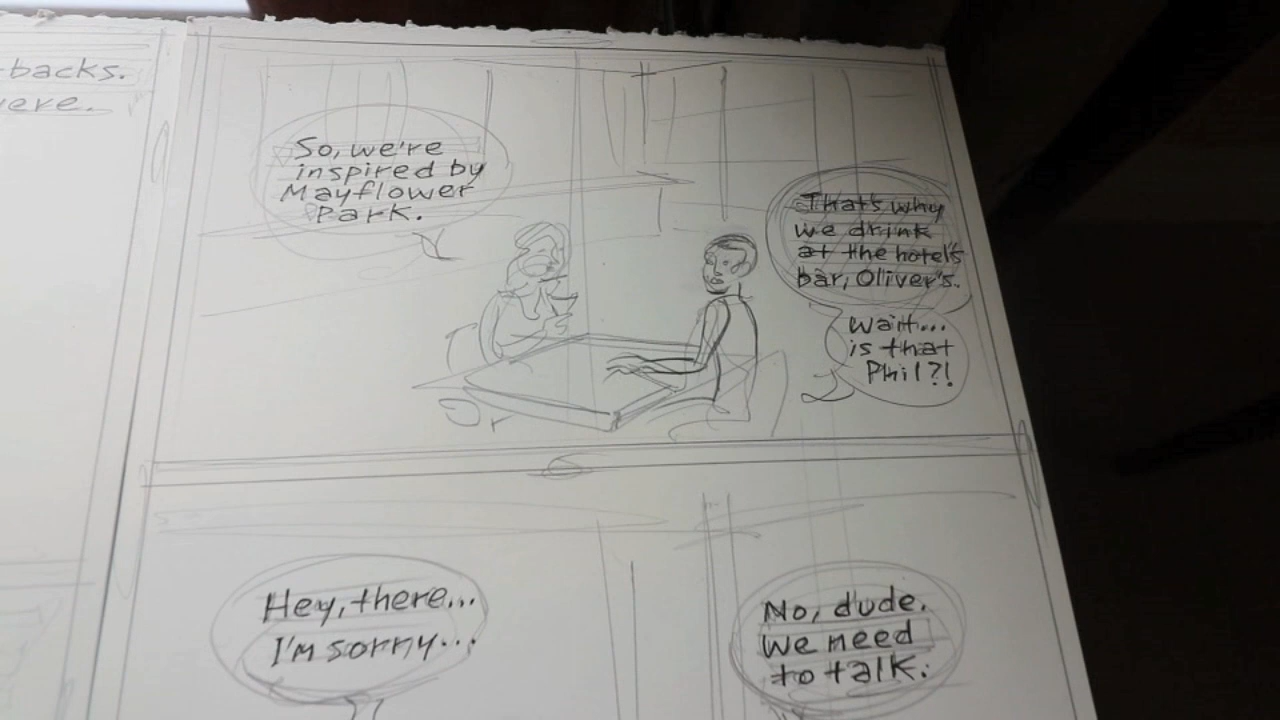 -backs.
ere.
So, we're
inspired by
Mayflower
Park.
That's why
we drink
at the hotel's
bar, Oliver's.
Wait...
is that
Phil?!
Hey, there...
I'm sorry...
No, dude.
We need
to talk.